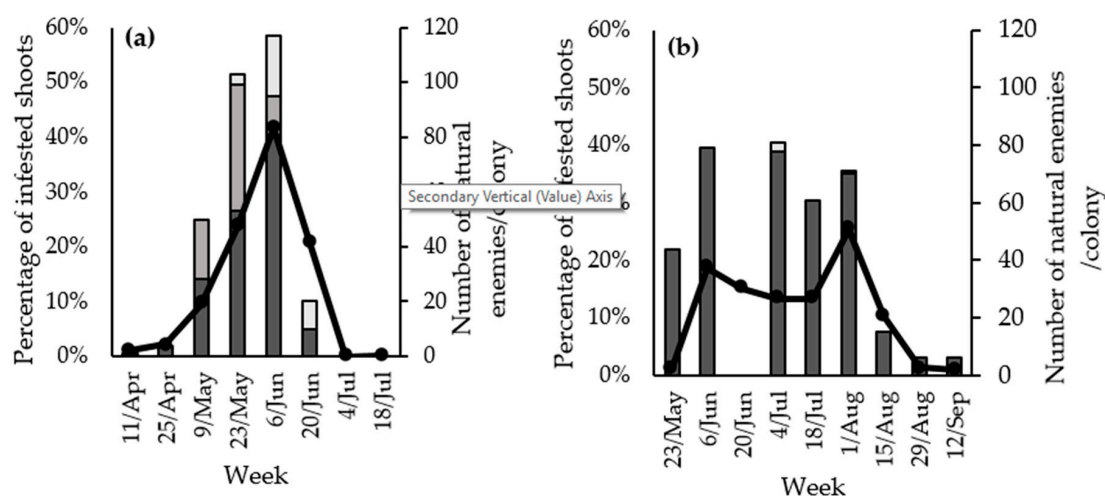 (a)
60%
50%
40%
30%
20%
10%
0%
Percentage of infested shoots
120
100
80
40
20
0
Number of natural
enemies/colony
Secondary Vertical (Value) Axis
11/Apr
25/Apr
9/May
23/May
6/Jun
20/Jun
4/Jul
18/Jul
Week
(b)
60%
50%
40%
20%
10%
0%
Percentage of fested shoots
120
100
80
60
40
20
0
Number of natural enemies
/colony
23/May
6/Jun
20/Jun
4/Jul
18/Jul
1/Aug
15/Aug
29/Aug
12/Sep
Week